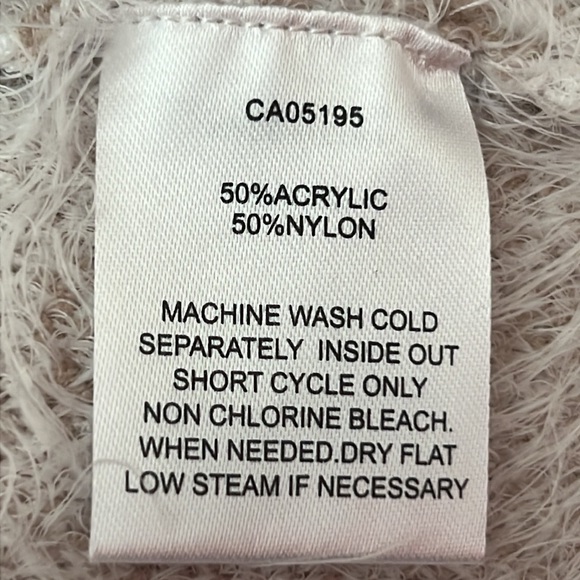 CA05195
50%ACRYLIC
50%NYLON
MACHINE WASH COLD
SEPARATELY INSIDE OUT
SHORT CYCLE ONLY
NON CHLORINE BLEACH.
WHEN NEEDED.DRY FLAT
LOW STEAM IF NECESSARY